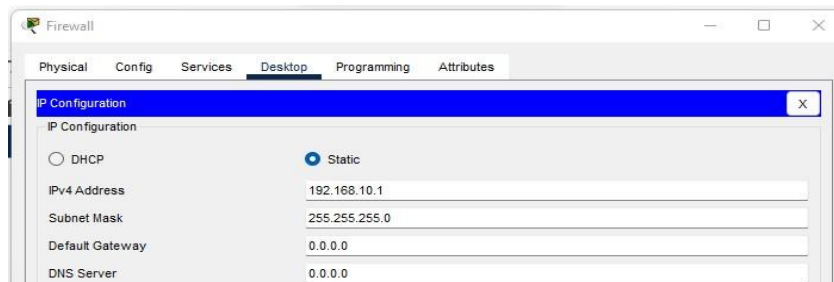 Firewall
Physical Config Services Desktop Programming Attributes
IP Configuration X
IP Configuration
DHCP Static
IPv4 Address 192.168.10.1
Subnet Mask 255.255.255.0
Default Gateway 0.0.0.0
DNS Server 0.0.0.0